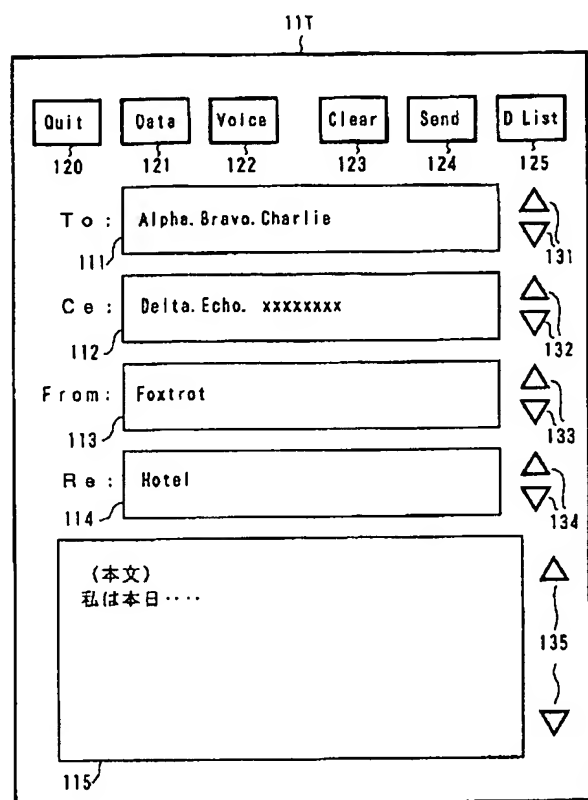 11T
Quit Data Voice Clear Send D List
120 121 122 123 124 125
To: Alpha.Bravo.Charlie
111 131
Ce: Delta.Echo. xxxxxxxx
112 132
From: Foxtrot
113 133
Re: Hotel
114 134
(本文)
私は本日‥‥
135
115